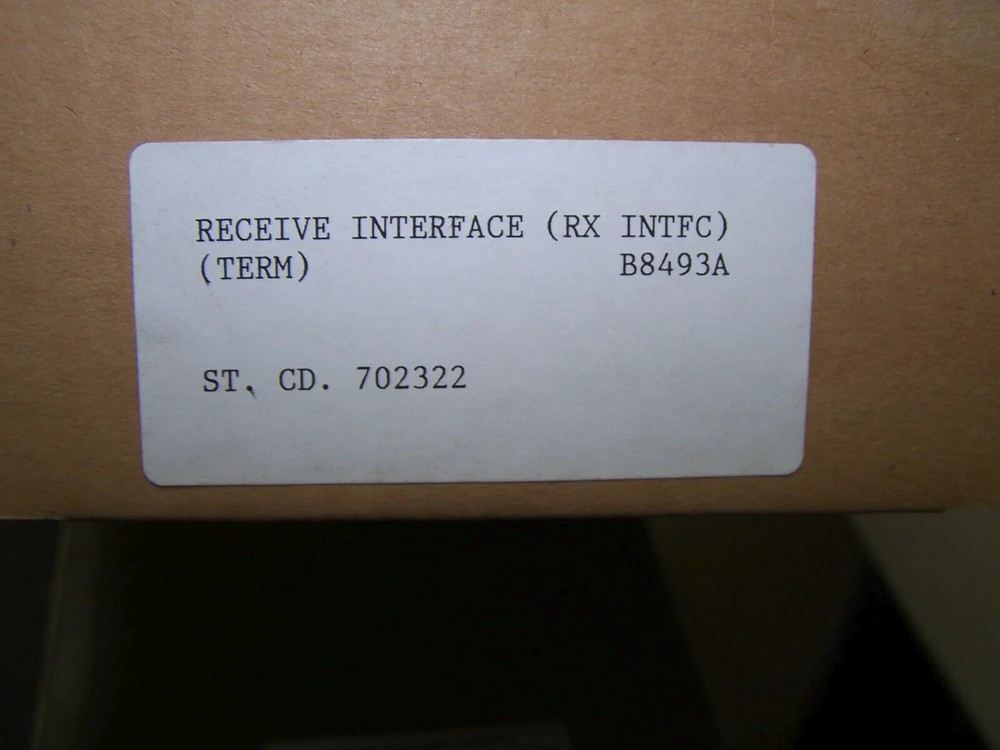 RECEIVE INTERFACE (RX INTFC)
(TERM) B8493A
ST. CD. 702322